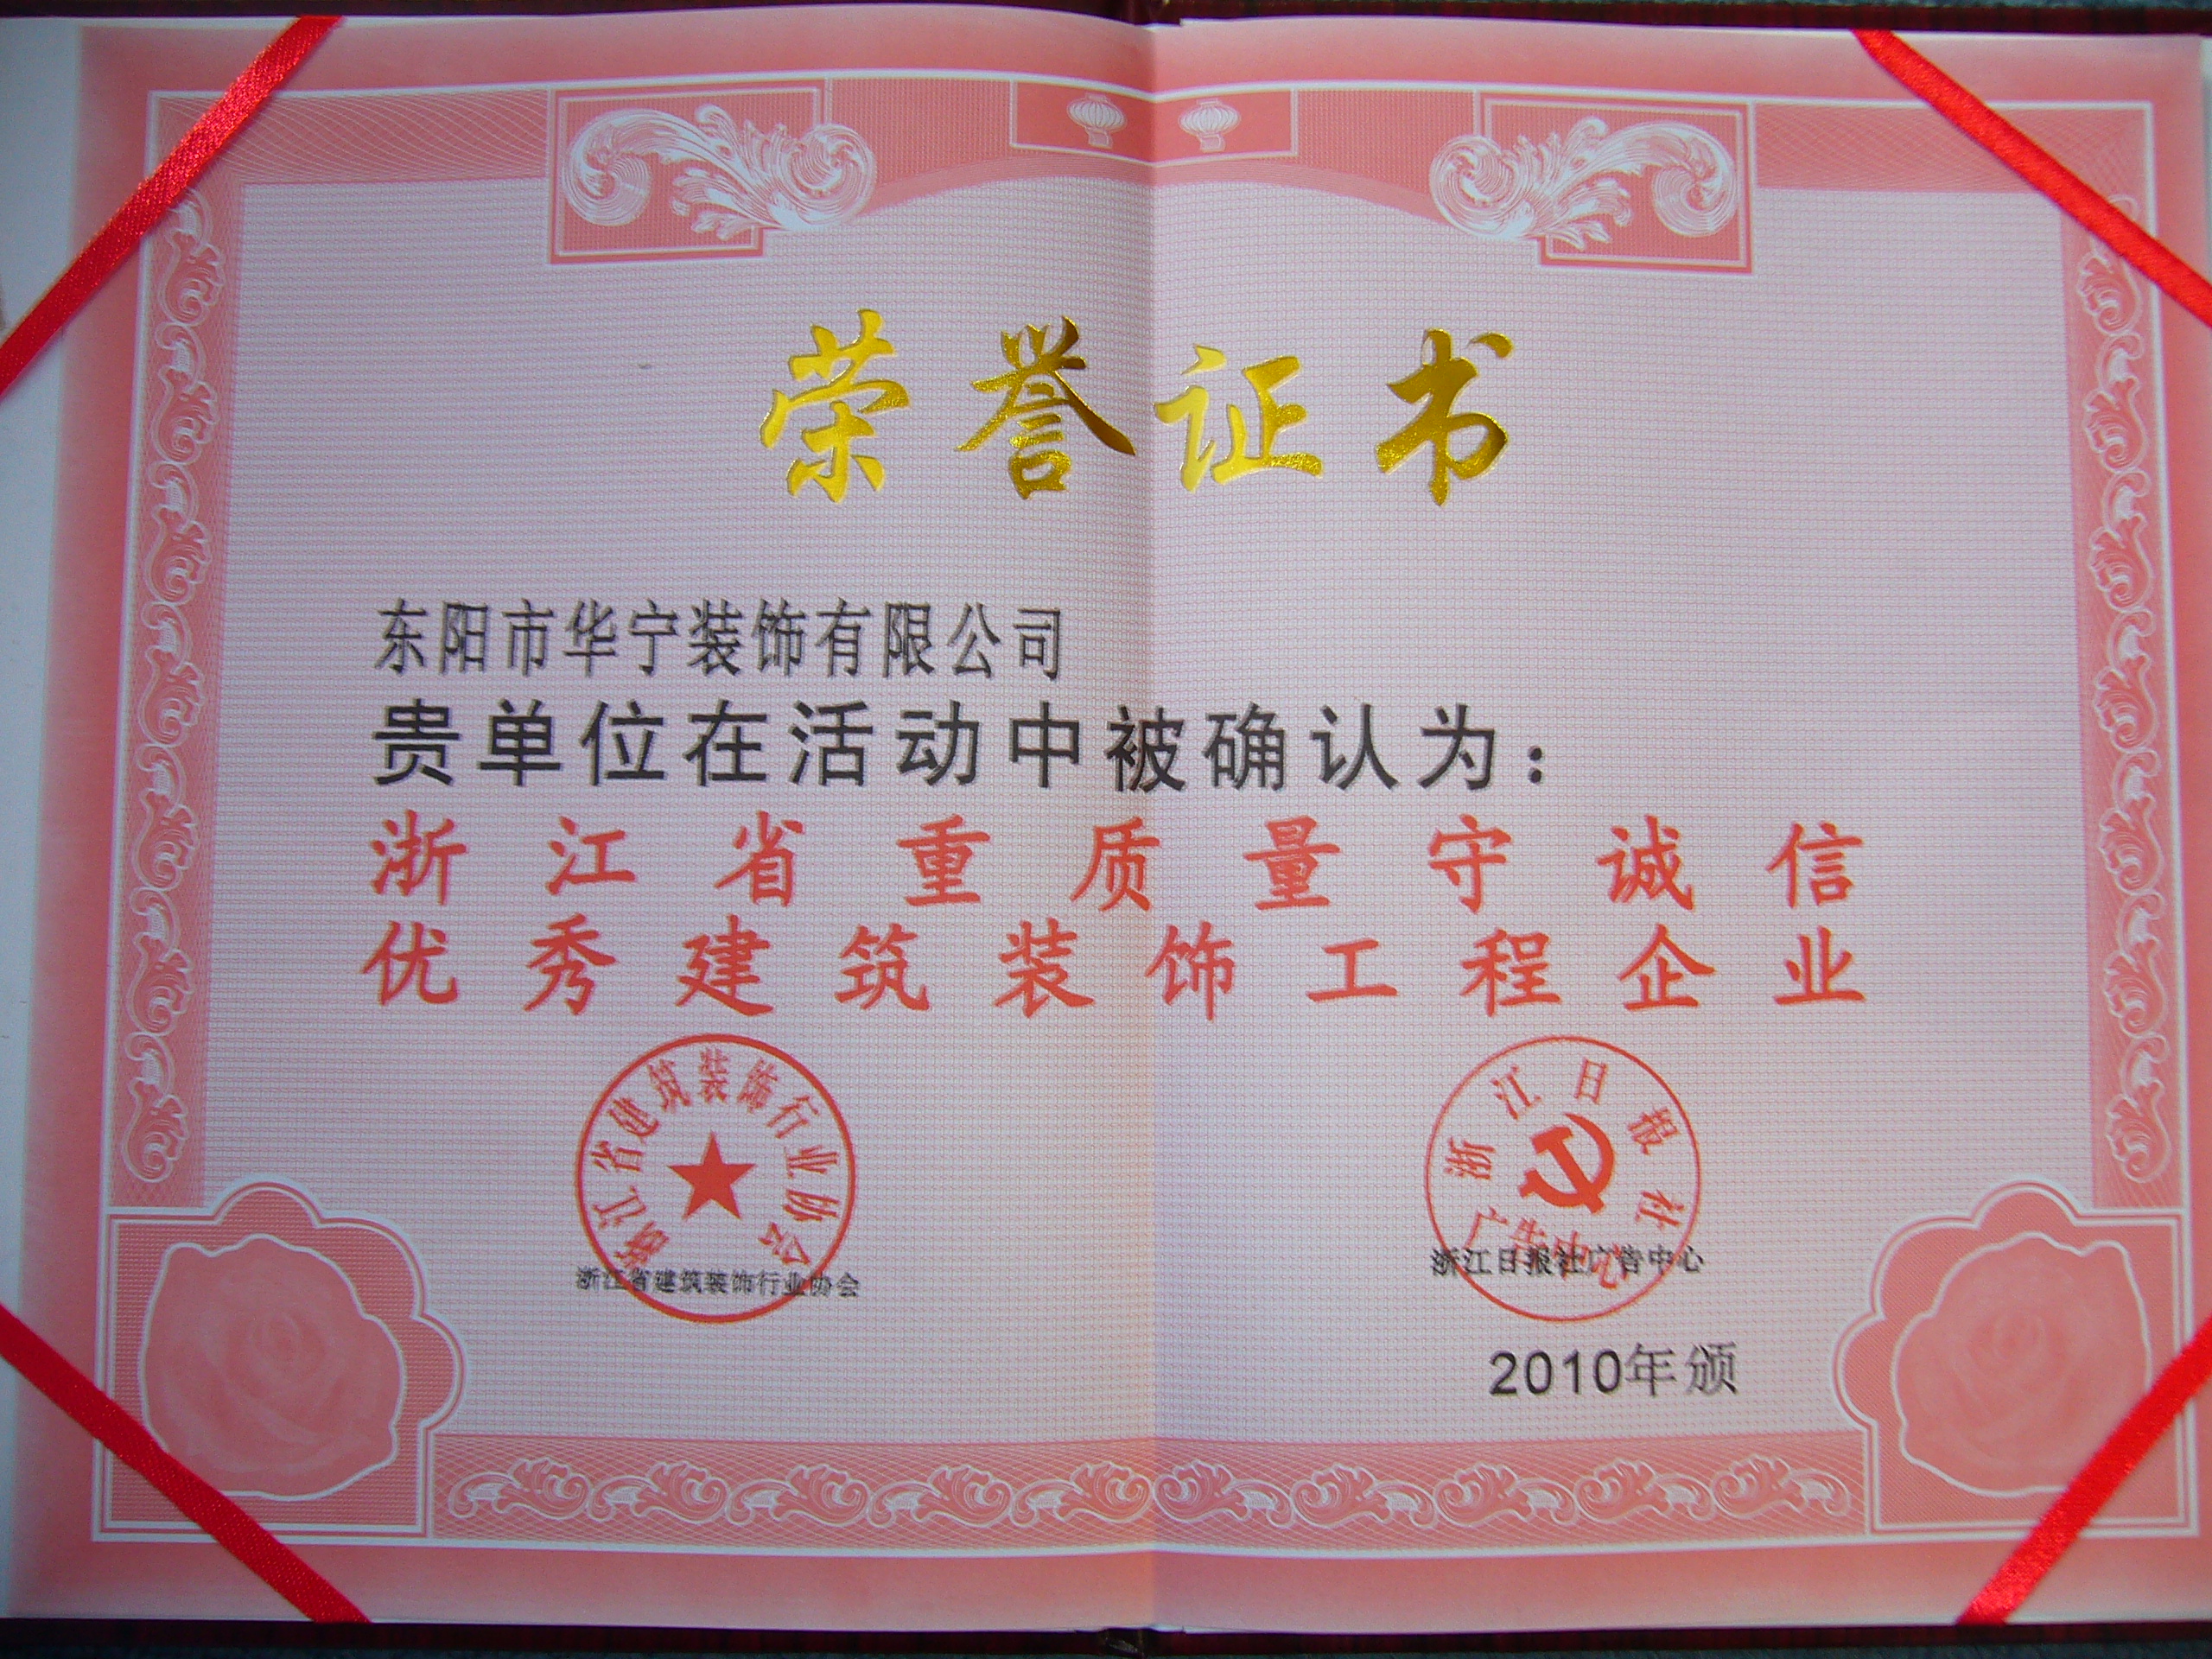 荣誉证书
东阳市华宁装饰有限公司
贵单位在活动中被确认为：
浙江省重质量守诚信
优秀建筑装饰工程企业
浙江省建筑装饰行业协会
浙江省建筑装饰行业协会
浙江日报社
广告中心
浙江日报社广告中心
2010年颁